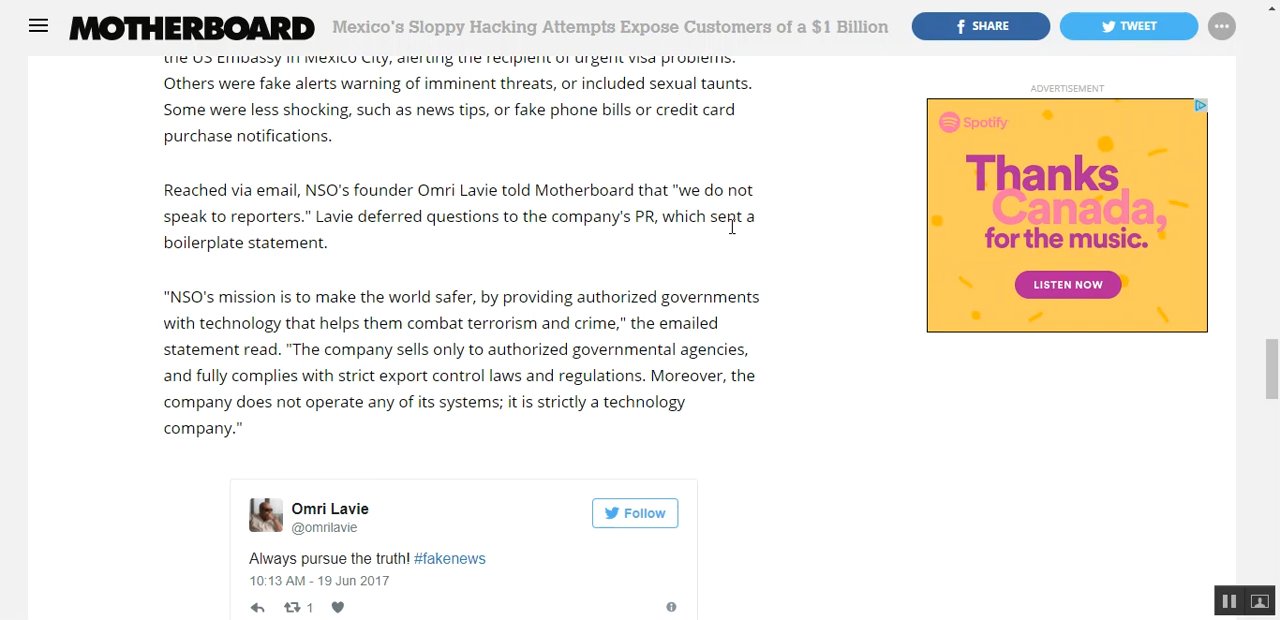 MOTHERBOARD
Mexico's Sloppy Hacking Attempts Expose Customers of a $1 Billion
SHARE
TWEET
the US Embassy in Mexico City, alerting the recipient of urgent visa problems.
Others were fake alerts warning of imminent threats, or included sexual taunts.
Some were less shocking, such as news tips, or fake phone bills or credit card
purchase notifications.
Reached via email, NSO's founder Omri Lavie told Motherboard that "we do not
speak to reporters." Lavie deferred questions to the company's PR, which sent a
boilerplate statement.
"NSO's mission is to make the world safer, by providing authorized governments
with technology that helps them combat terrorism and crime," the emailed
statement read. "The company sells only to authorized governmental agencies,
and fully complies with strict export control laws and regulations. Moreover, the
company does not operate any of its systems; it is strictly a technology
company."
Omri Lavie
@omrilavie
Follow
Always pursue the truth! #fakenews
10:13 AM - 19 Jun 2017
1
ADVERTISEMENT
Spotify
Thanks
Canada,
for the music.
LISTEN NOW